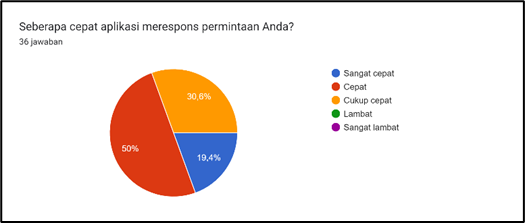 Seberapa cepat aplikasi merespons permintaan Anda?
36 jawaban
Sangat cepat
Cepat
Cukup cepat
Lambat
Sangat lambat
30,6%
50%
19,4%